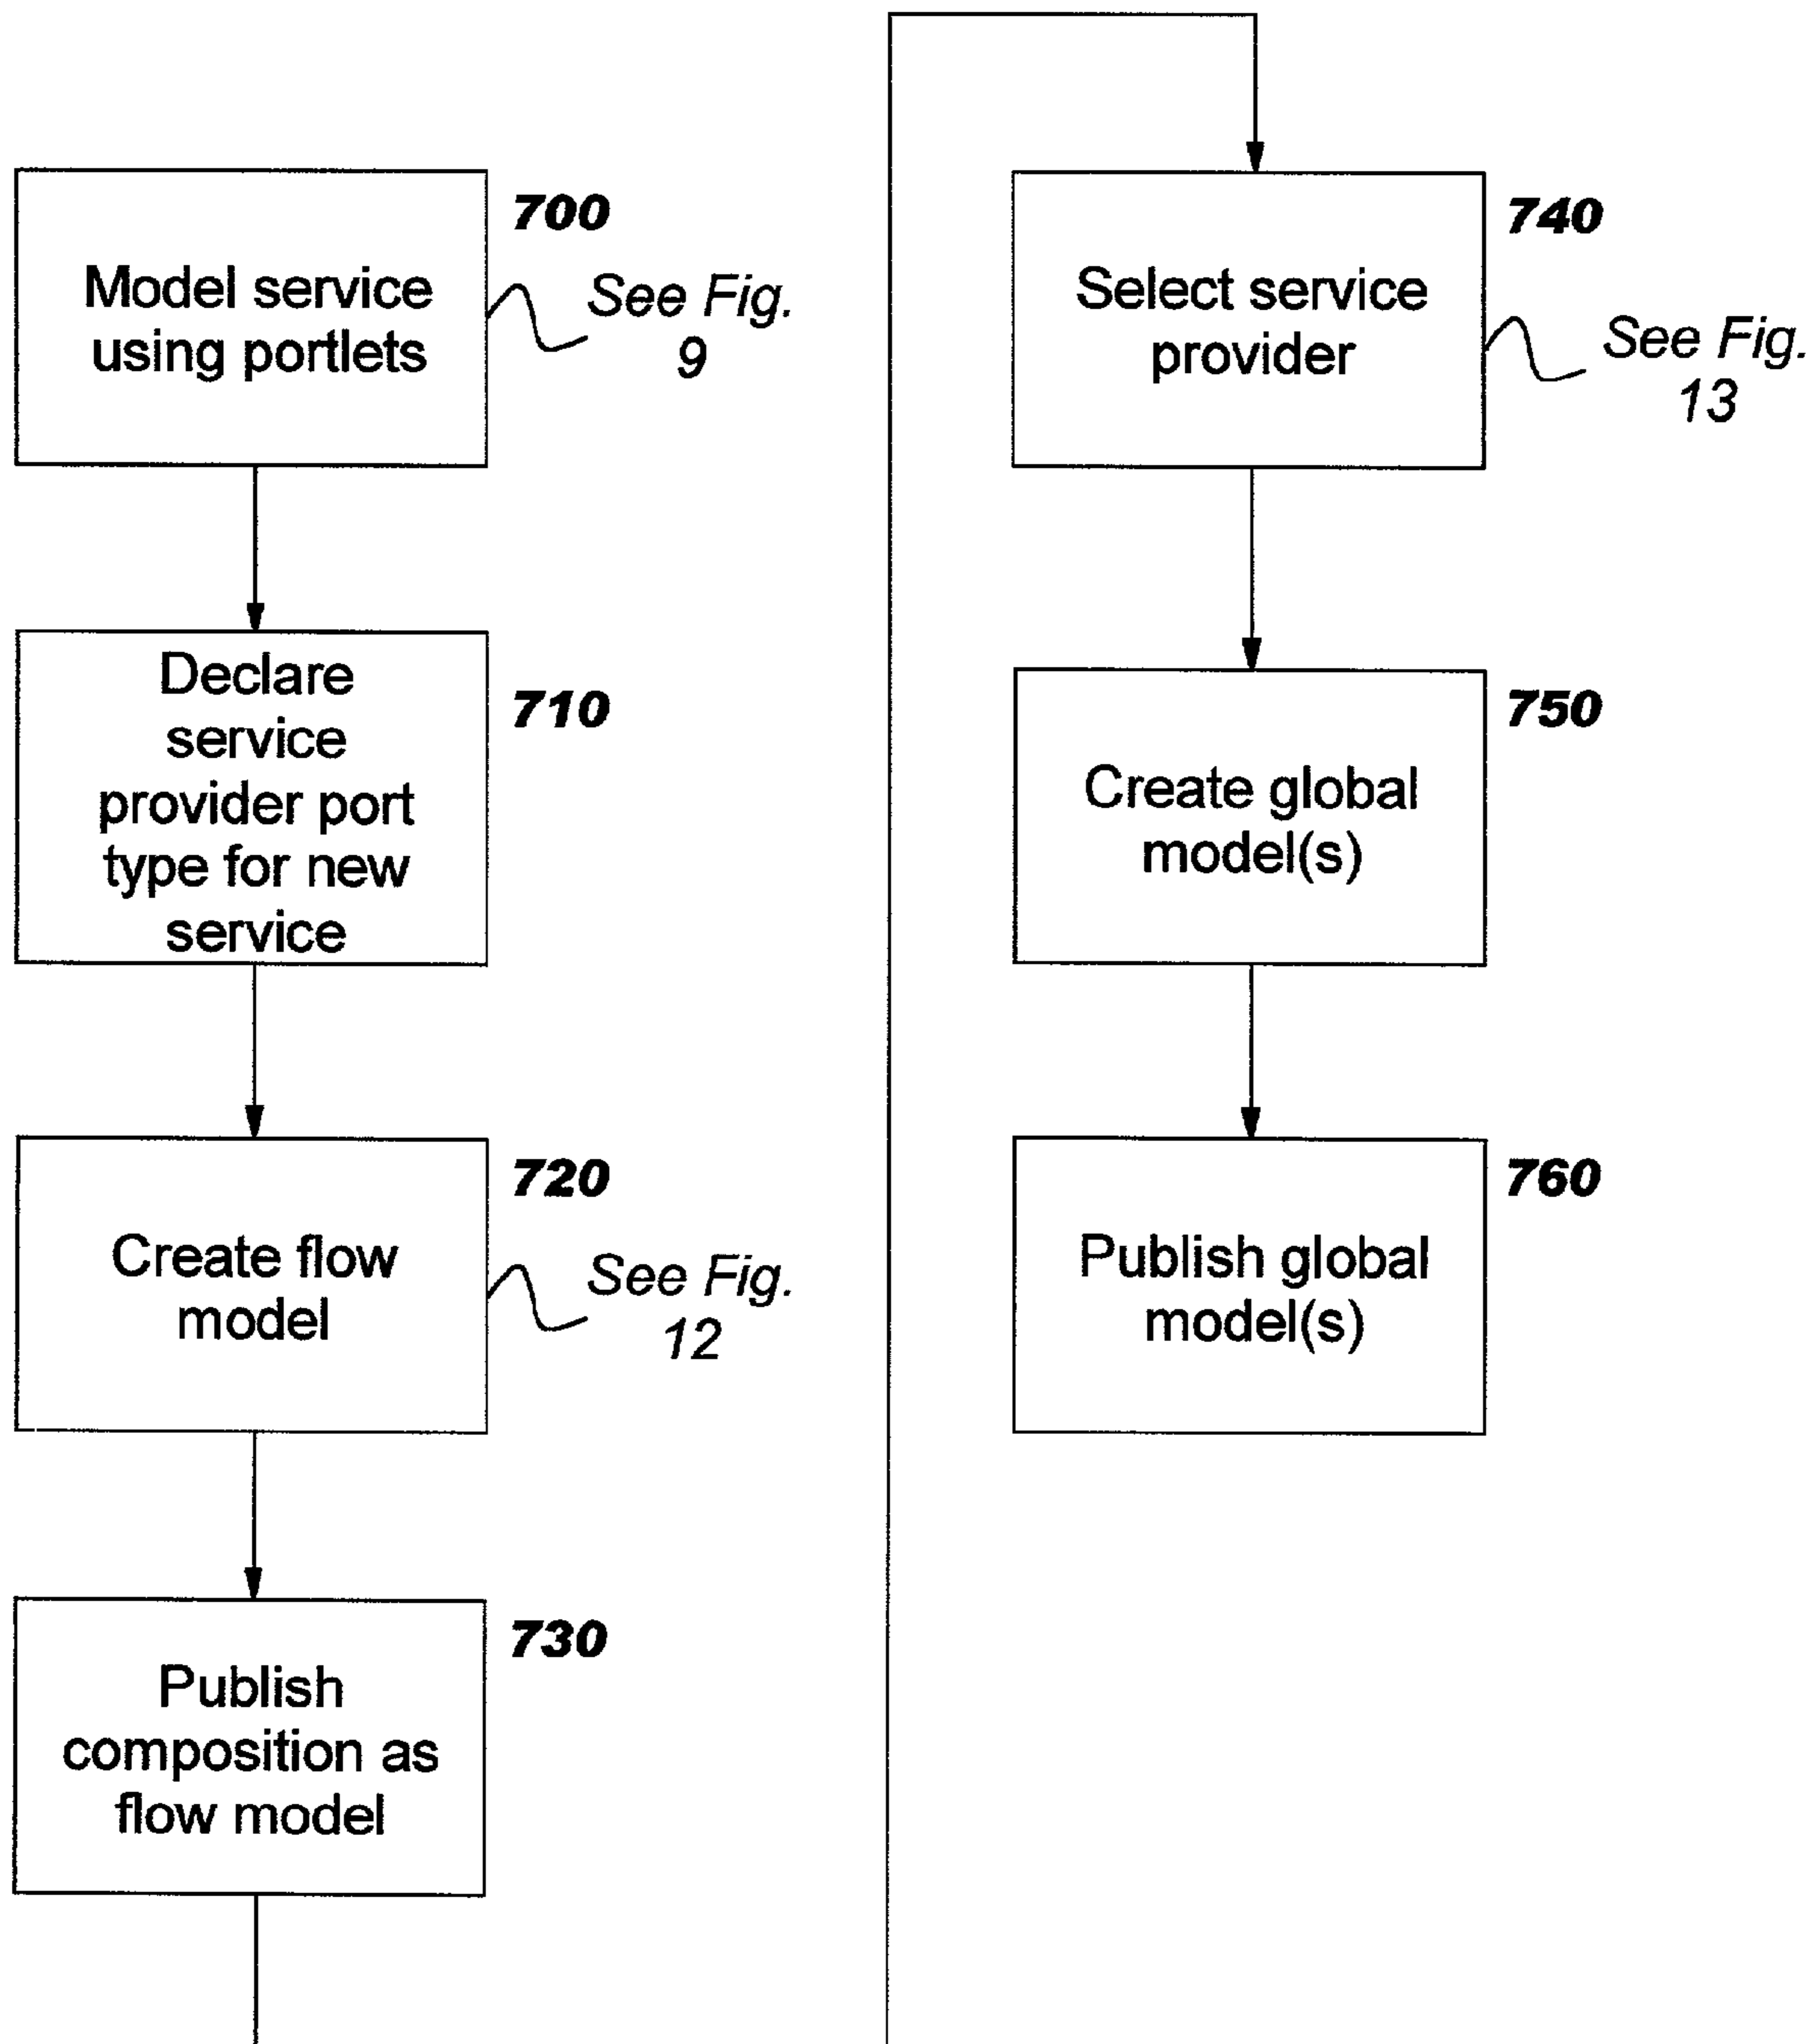 700
Model service
using portlets
See Fig.
9
Declare
service
provider port
type for new
service
710
720
Create flow
model
See Fig.
12
730
Publish
composition as
flow model
740
Select service
provider
See Fig.
13
750
Create global
model(s)
760
Publish global
model(s)